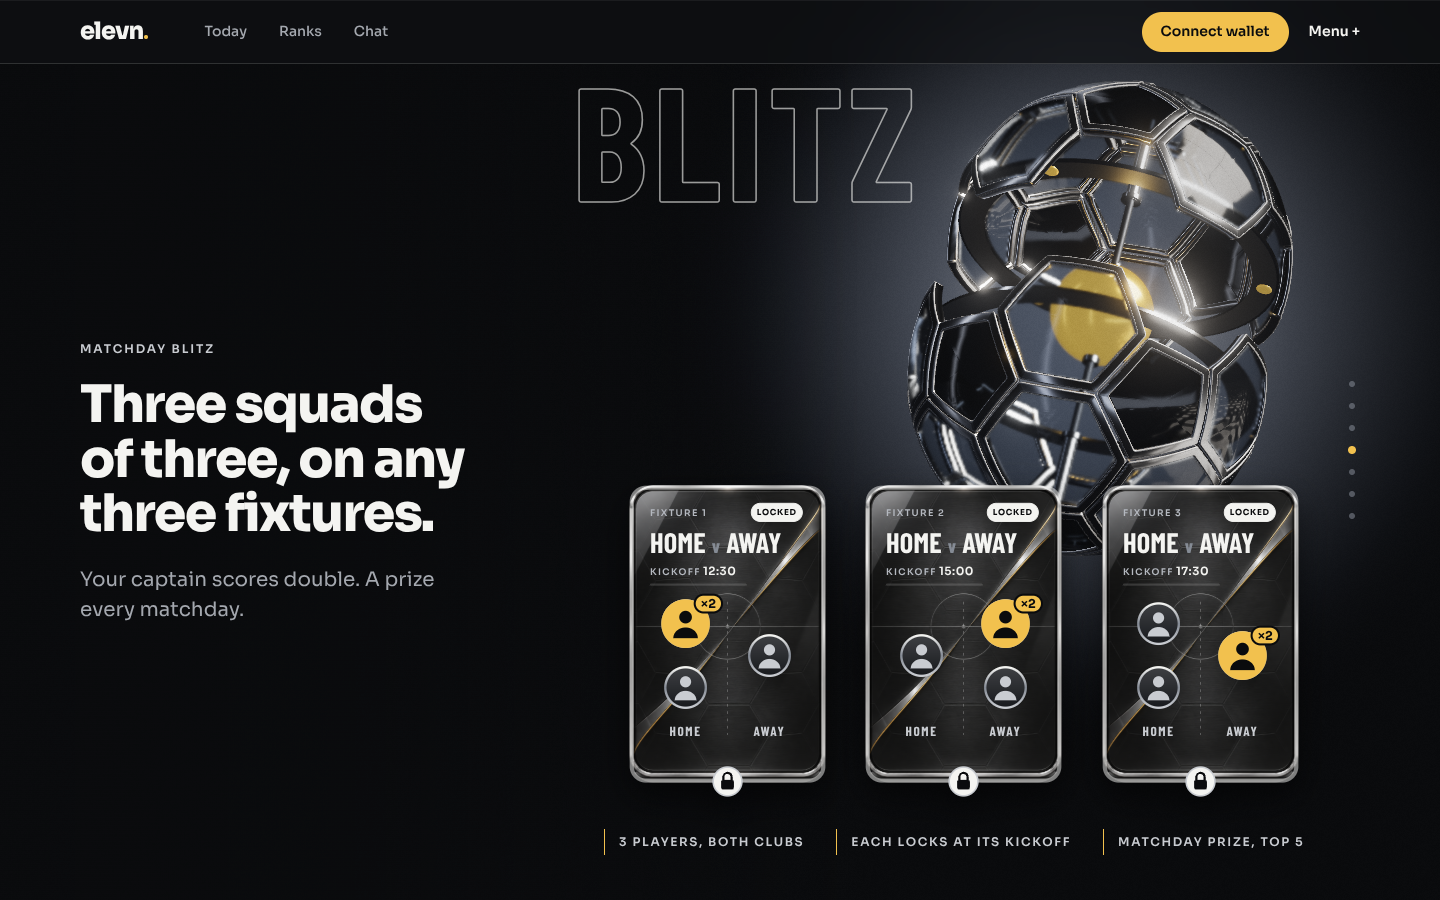 elevn.
Today
Ranks
Chat
Connect wallet
Menu +
BLITZ
MATCHDAY BLITZ
Three squads
of three, on any
three fixtures.
Your captain scores double. A prize
every matchday.
FIXTURE 1
LOCKED
HOME v AWAY
KICKOFF 12:30
×2
HOME
AWAY
FIXTURE 2
LOCKED
HOME v AWAY
KICKOFF 15:00
×2
HOME
AWAY
FIXTURE 3
LOCKED
HOME v AWAY
KICKOFF 17:30
×2
HOME
AWAY
3 PLAYERS, BOTH CLUBS
EACH LOCKS AT ITS KICKOFF
MATCHDAY PRIZE, TOP 5